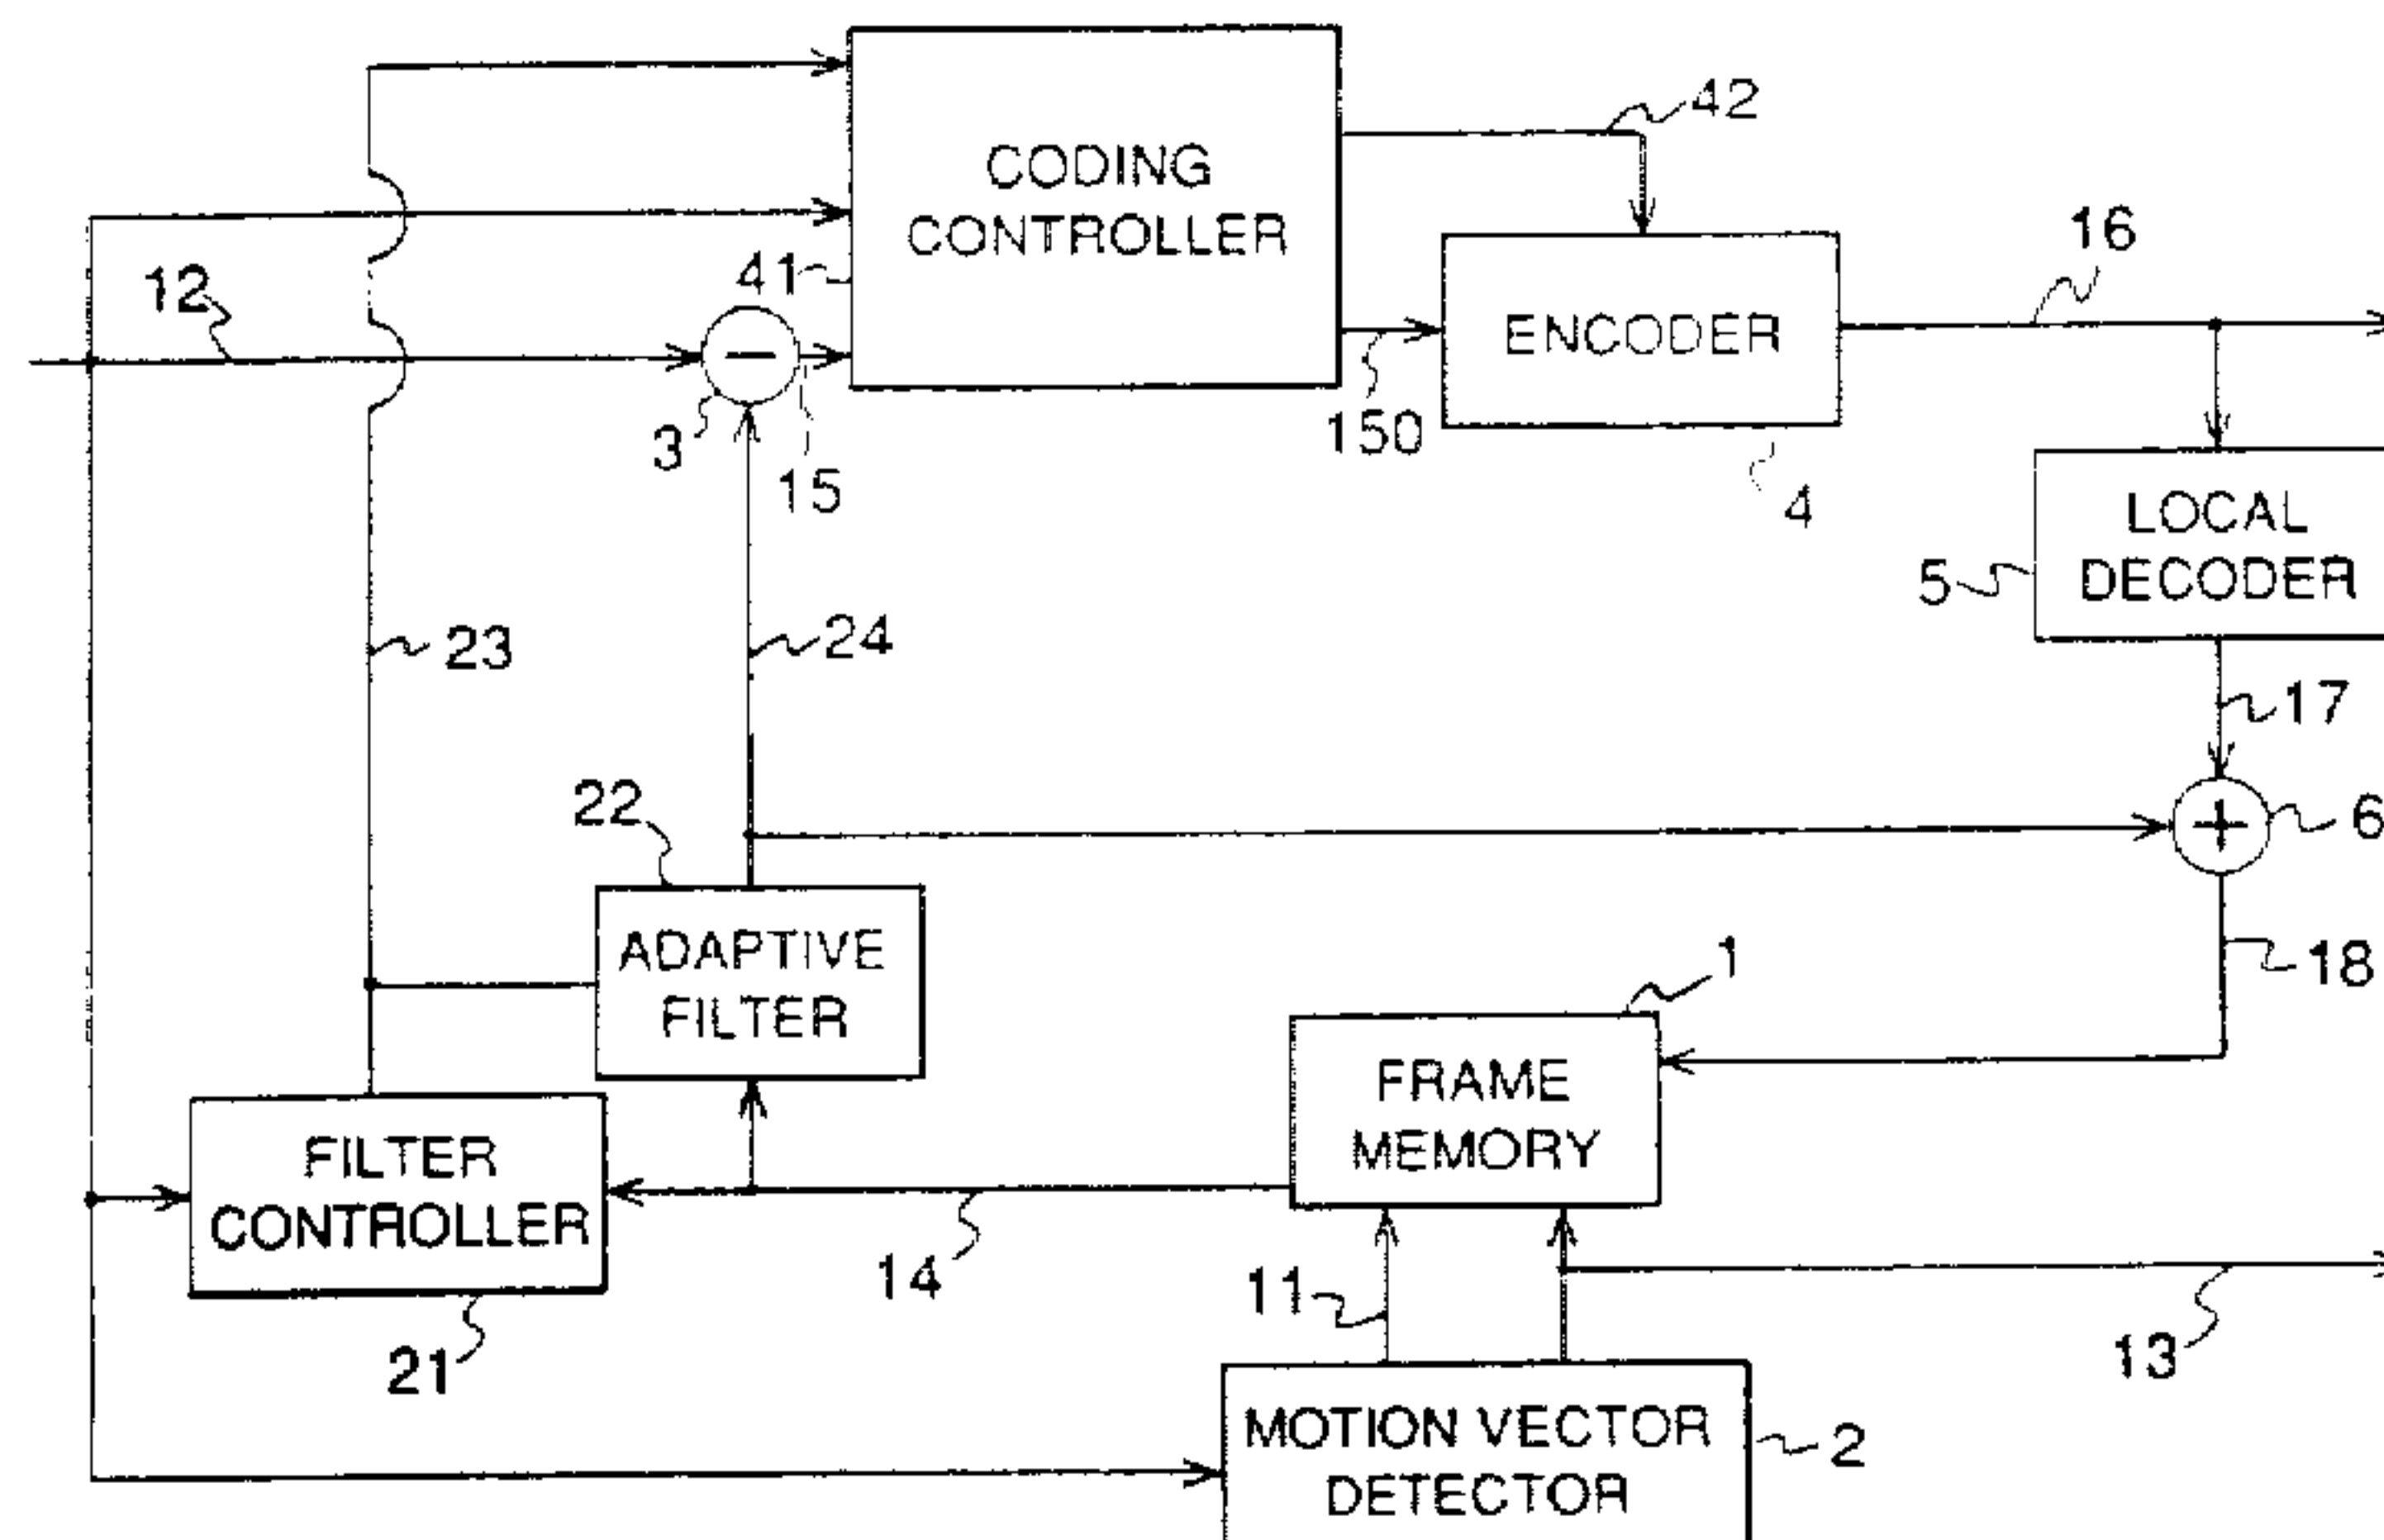 42
CODING
CONTROLLER
16
12
41
ENCODER
3
15
150
4
LOCAL
DECODER
5
23
24
17
22
6
ADAPTIVE
FILTER
1
18
FRAME
MEMORY
FILTER
CONTROLLER
14
11
21
13
MOTION VECTOR
DETECTOR
2